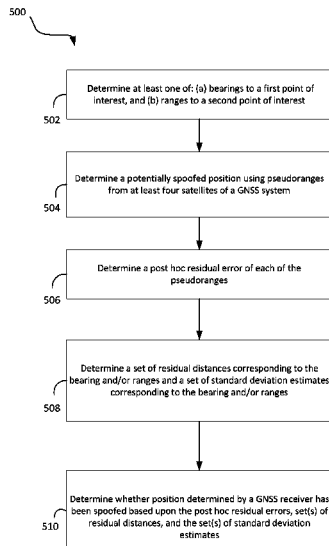 500
Determine at least one of: (a) bearings to a first point of
interest, and (b) ranges to a second point of interest
502
Determine a potentially spoofed position using pseudoranges
from at least four satellites of a GNSS system
504
Determine a post hoc residual error of each of the
pseudoranges
506
Determine a set of residual distances corresponding to the
bearing and/or ranges and a set of standard deviation estimates
corresponding to the bearing and/or ranges
508
Determine whether position determined by a GNSS receiver has
been spoofed based upon the post hoc residual errors, set(s) of
residual distances, and the set(s) of standard deviation
estimates
510